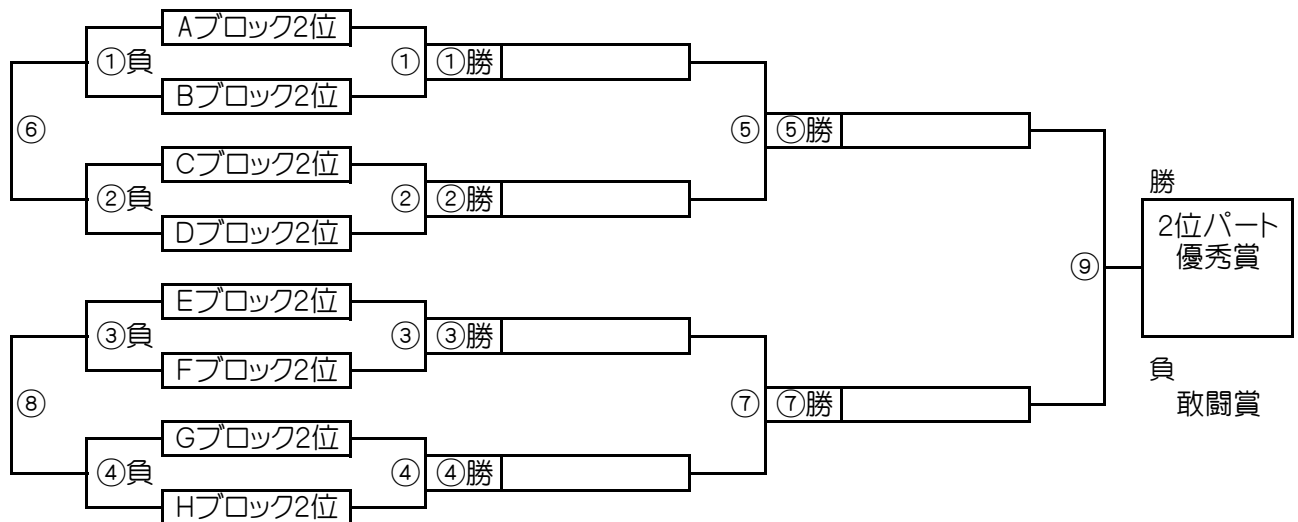 Aブロック2位
①負 ① ①勝
Bブロック2位
⑥ ⑤ ⑤勝
Cブロック2位
②負 ② ②勝
Dブロック2位
勝
2位パート
優秀賞
⑨
Eブロック2位
③負 ③ ③勝
Fブロック2位
負
⑧ ⑦ ⑦勝
敢闘賞
Gブロック2位
④負 ④ ④勝
Hブロック2位